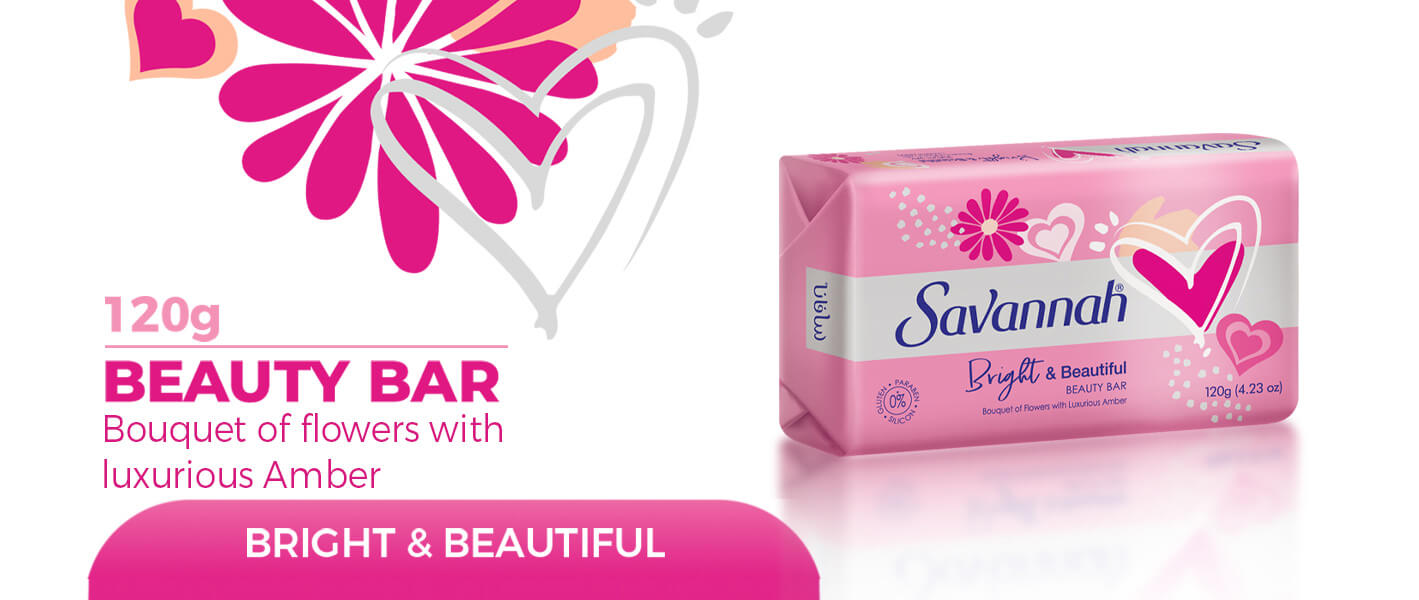 120g
BEAUTY BAR
Bouquet of flowers with
luxurious Amber
BRIGHT & BEAUTIFUL
Savannah
سافانا
Savannah®
Bright & Beautiful
BEAUTY BAR
Bouquet of Flowers with Luxurious Amber
GLUTEN • PARABEN • SILICON •
0%
120g (4.23 oz)